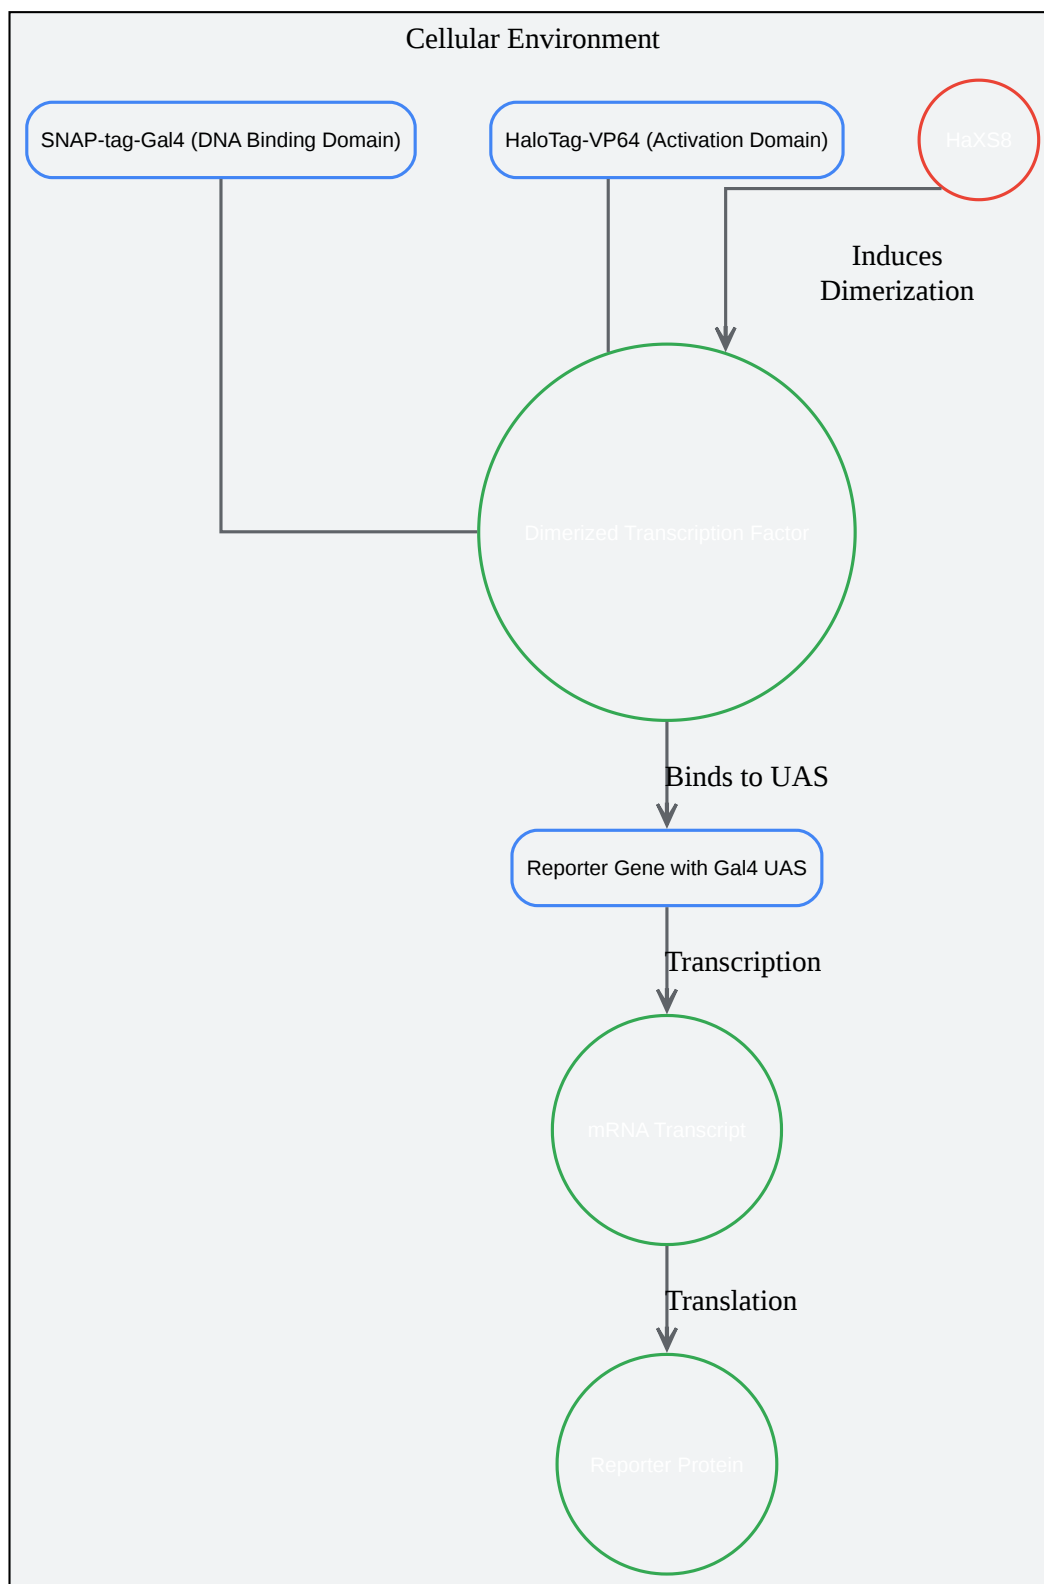 Cellular Environment
SNAP-tag-Gal4 (DNA Binding Domain)
HaloTag-VP64 (Activation Domain)
HaXS8
Induces
Dimerization
Dimerized Transcription Factor
Binds to UAS
Reporter Gene with Gal4 UAS
Transcription
mRNA Transcript
Translation
Reporter Protein